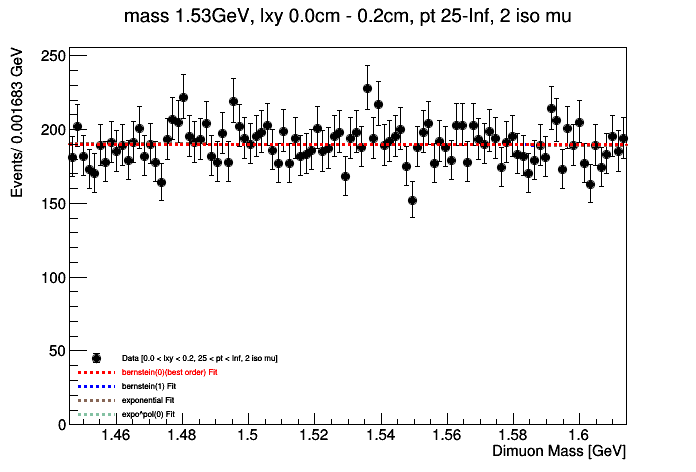 mass 1.53GeV, lxy 0.0cm - 0.2cm, pt 25-Inf, 2 iso mu
Events/ 0.001683 GeV
250
200
150
100
50
0
Data [0.0 < lxy < 0.2, 25 < pt < Inf, 2 iso mu]
bernstein(0)(best order) Fit
bernstein(1) Fit
exponential Fit
expo*pol(0) Fit
1.46 1.48 1.5 1.52 1.54 1.56 1.58 1.6
Dimuon Mass [GeV]